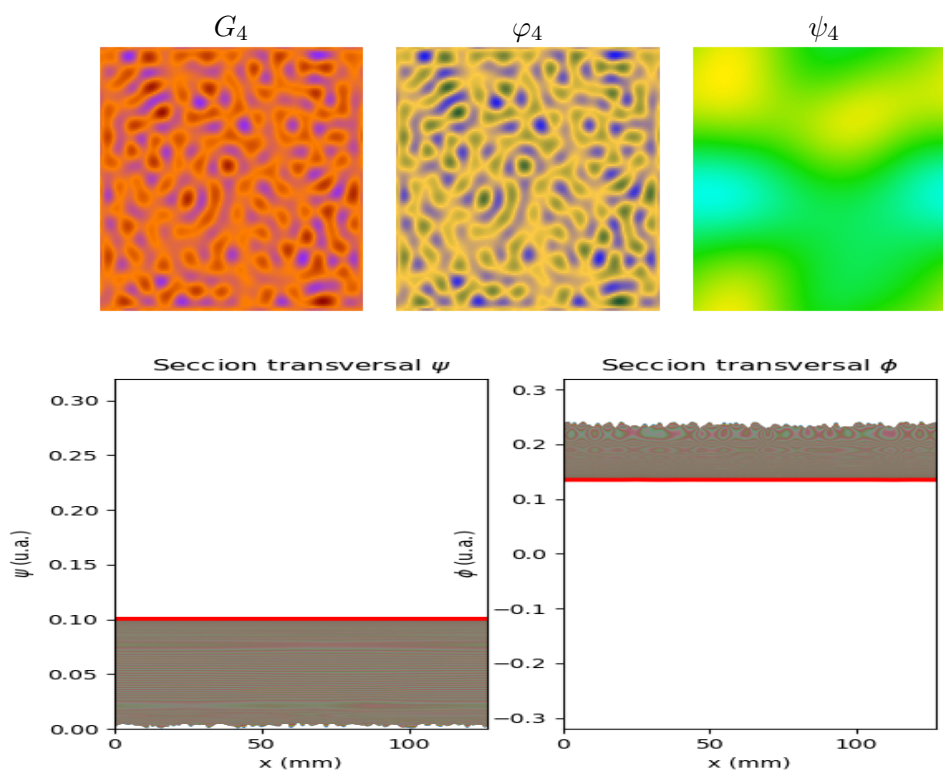 G₄ φ₄ ψ₄
Seccion transversal ψ Seccion transversal ϕ
0.30
0.25
0.20
0.15
0.10
0.05
0.00
ψ (u.a.)
0 50 100
x (mm)
0.3
0.2
0.1
0.0
−0.1
−0.2
−0.3
ϕ (u.a.)
0 50 100
x (mm)